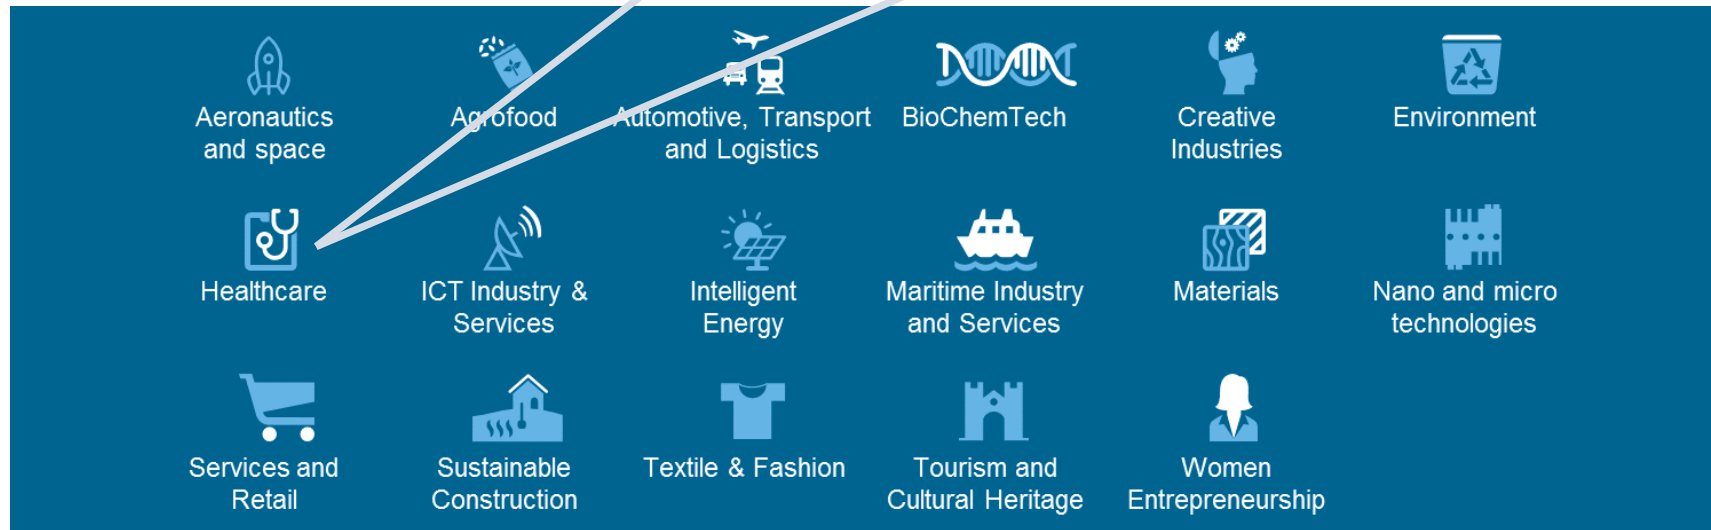 Aeronautics
and space
Agrofood
Automotive, Transport
and Logistics
BioChemTech
Creative
Industries
Environment
Healthcare
ICT Industry &
Services
Intelligent
Energy
Maritime Industry
and Services
Materials
Nano and micro
technologies
Services and
Retail
Sustainable
Construction
Textile & Fashion
Tourism and
Cultural Heritage
Women
Entrepreneurship